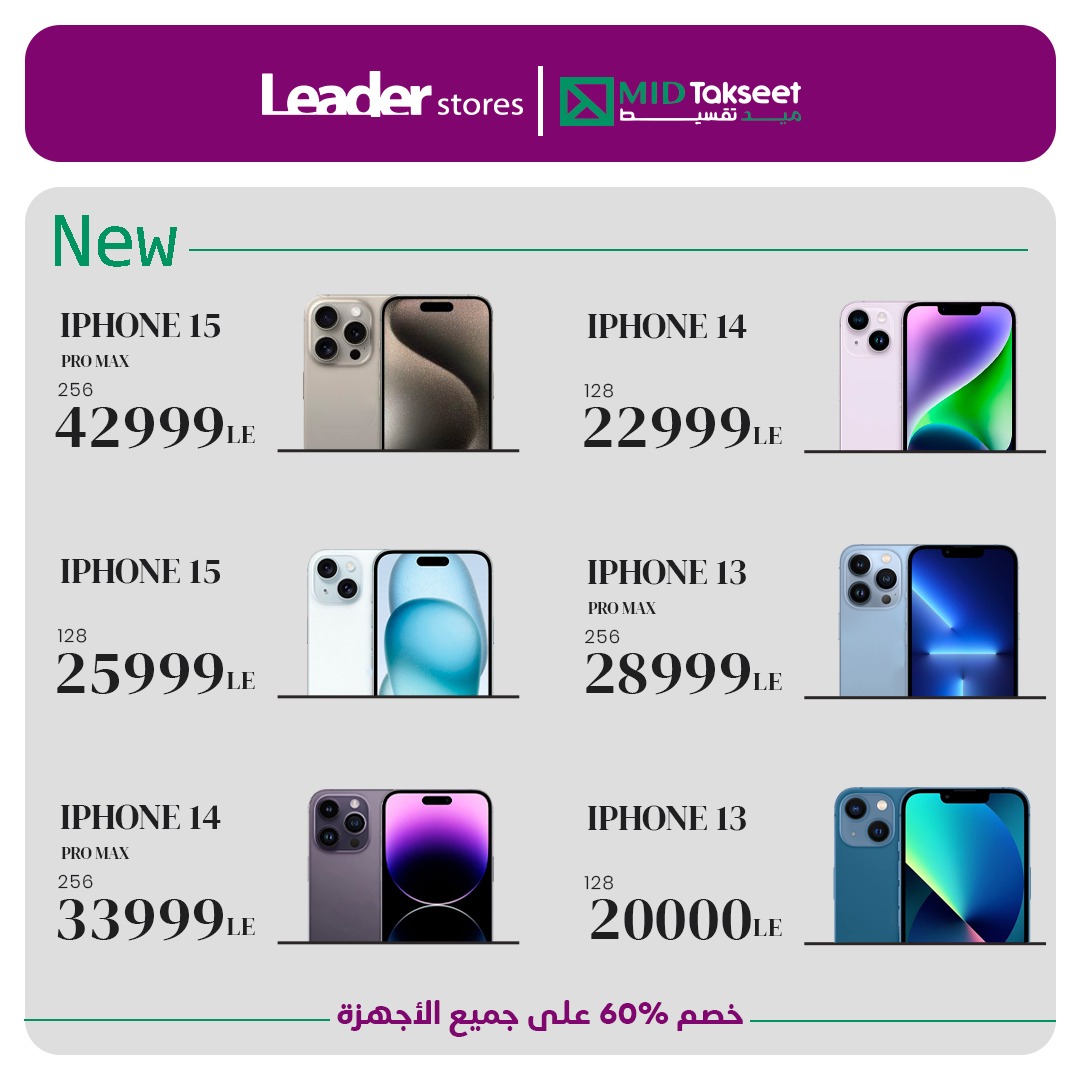 Leader stores
MID Takseet
ميد تقسيط
New
IPHONE 15
PRO MAX
256
42999LE
IPHONE 14
128
22999LE
IPHONE 15
128
25999LE
IPHONE 13
PRO MAX
256
28999LE
IPHONE 14
PRO MAX
256
33999LE
IPHONE 13
128
20000LE
خصم 60% على جميع الأجهزة